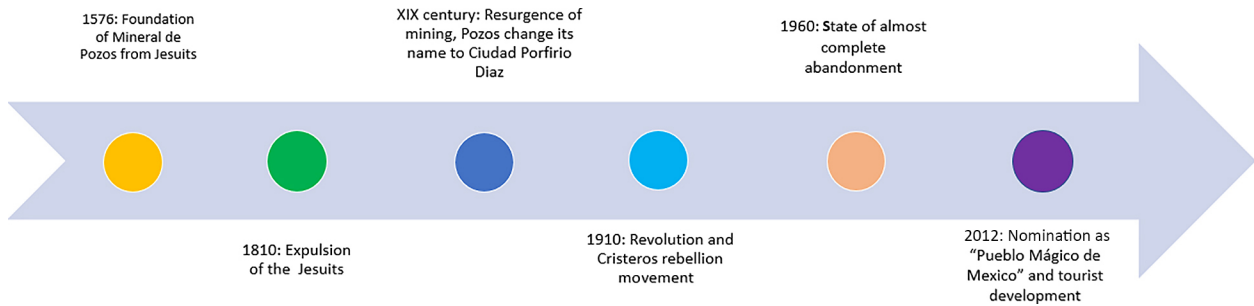 1576: Foundation
of Mineral de
Pozos from Jesuits
1810: Expulsion
of the Jesuits
XIX century: Resurgence of
mining, Pozos change its
name to Ciudad Porfirio
Diaz
1910: Revolution and
Cristeros rebellion
movement
1960: State of almost
complete
abandonment
2012: Nomination as
“Pueblo Mágico de
Mexico” and tourist
development